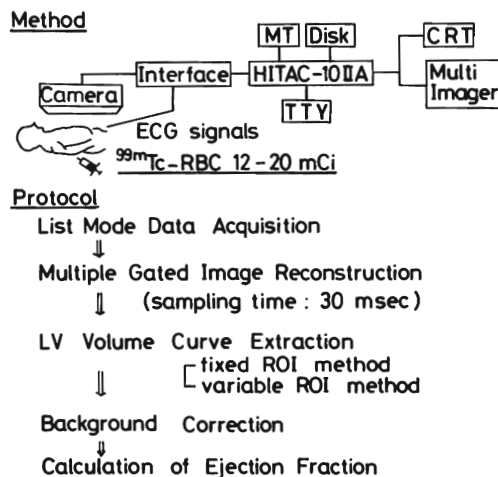 Method
MT Disk CRT
Interface HITAC-10ⅡA Multi
Imager
Camera
TTY
ECG signals
99mTc-RBC 12-20 mCi
Protocol
List Mode Data Acquisition
⇓
Multiple Gated Image Reconstruction
⇓ (sampling time : 30 msec)
LV Volume Curve Extraction
fixed ROI method
⇓ variable ROI method
Background Correction
⇓
Calculation of Ejection Fraction